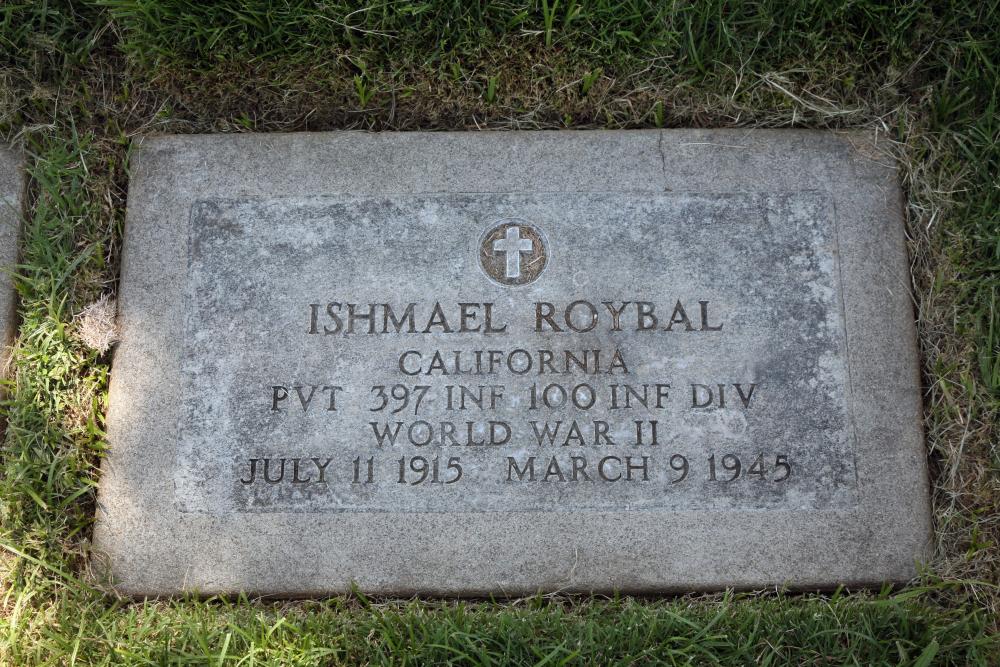 ISHMAEL ROYBAL
CALIFORNIA
PVT 397 INF 100 INF DIV
WORLD WAR II
JULY 11 1915 MARCH 9 1945